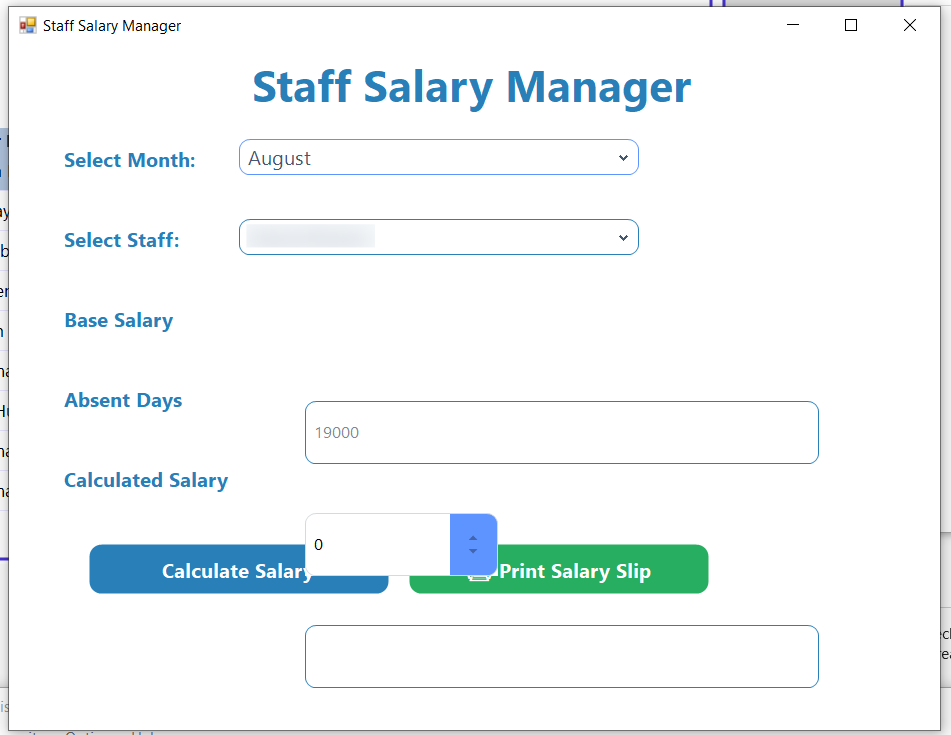 Staff Salary Manager
Staff Salary Manager
Select Month:
August
Select Staff:
Base Salary
Absent Days
19000
Calculated Salary
0
Calculate Salary
Print Salary Slip